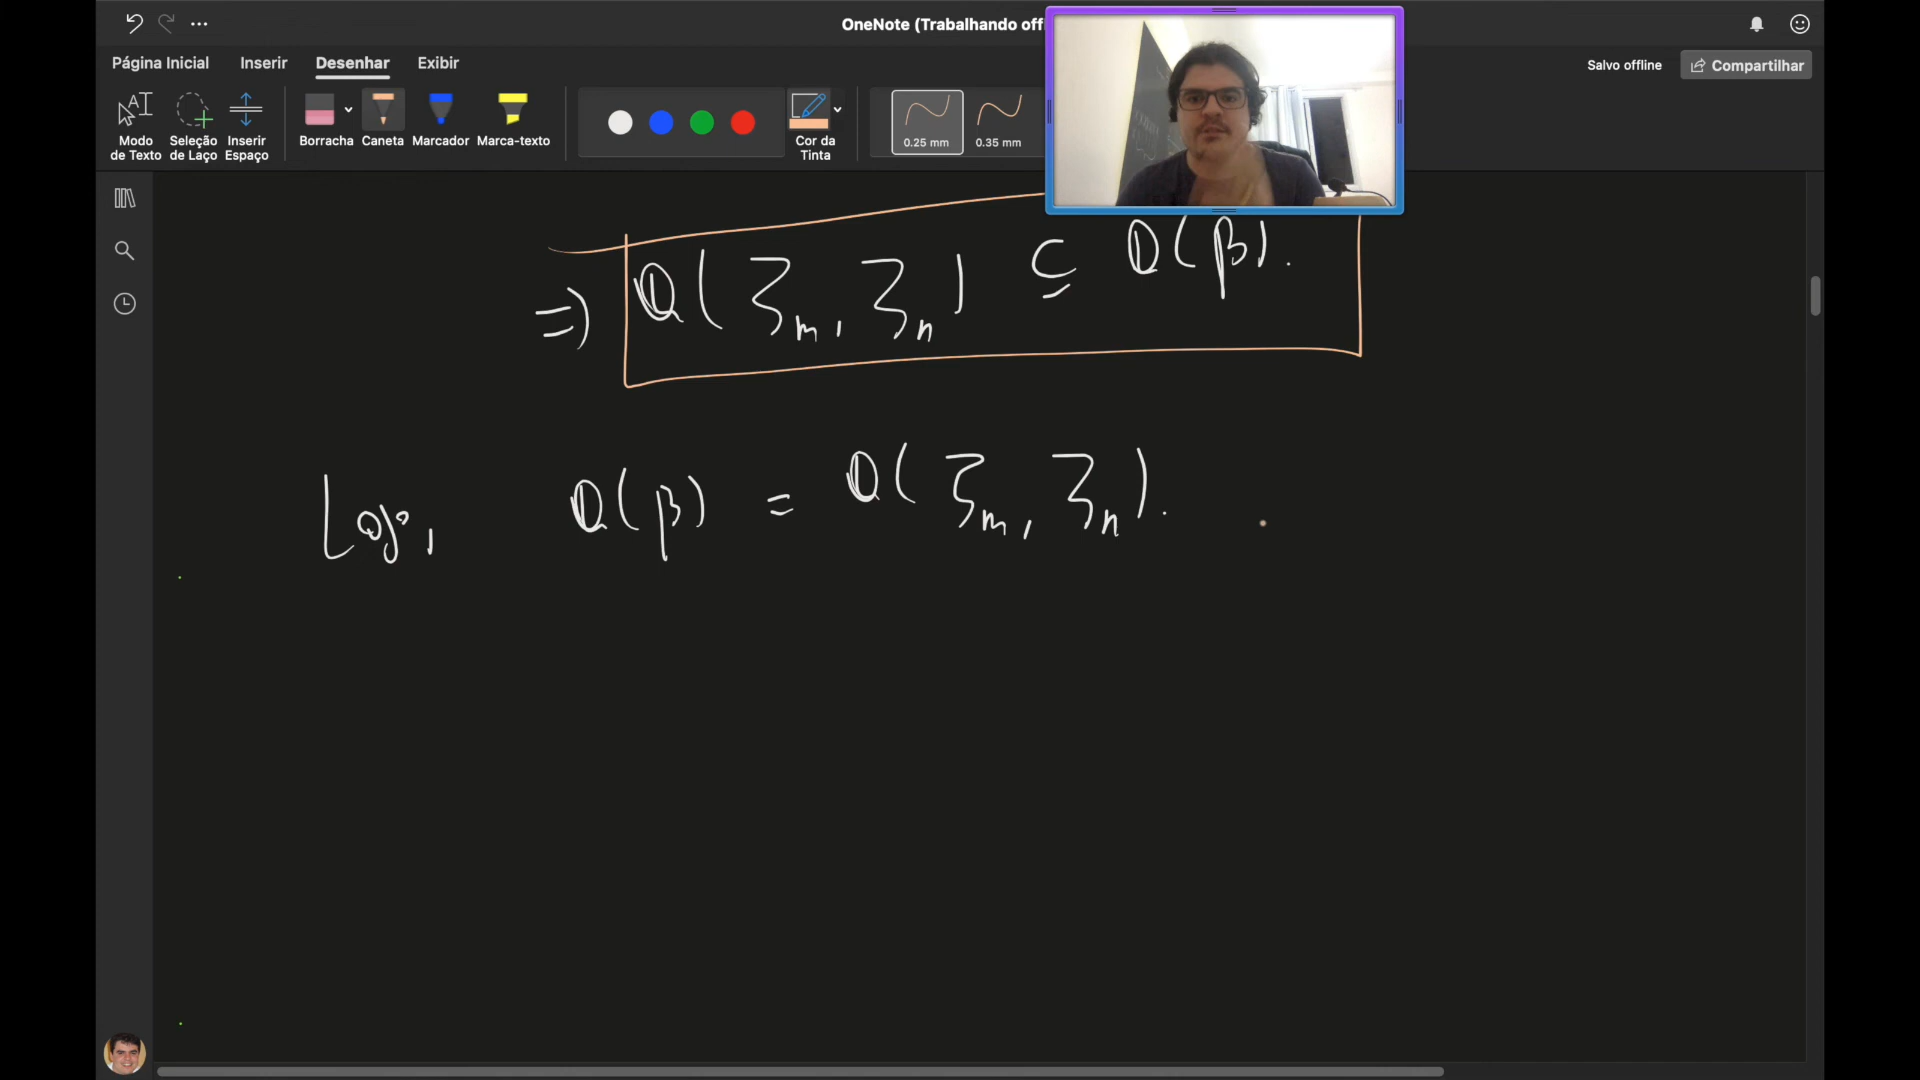 OneNote (Trabalhando offl
Página Inicial Inserir Desenhar Exibir
Salvo offline Compartilhar
Modo de Texto
Seleção de Laço
Inserir Espaço
Borracha Caneta Marcador Marca-texto
Cor da Tinta
0.25 mm 0.35 mm
=> ℚ(ζₘ, ζₙ) ⊆ ℚ(β).
Logo, ℚ(β) = ℚ(ζₘ, ζₙ).